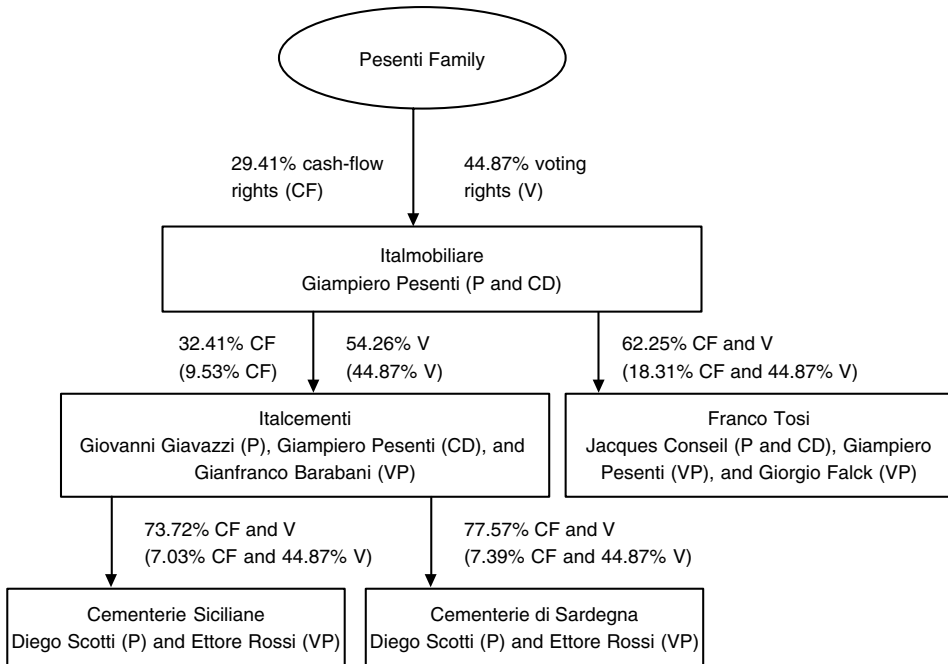 Pesenti Family
29.41% cash-flow
rights (CF)
44.87% voting
rights (V)
Italmobiliare
Giampiero Pesenti (P and CD)
32.41% CF
(9.53% CF)
54.26% V
(44.87% V)
62.25% CF and V
(18.31% CF and 44.87% V)
Italcementi
Giovanni Giavazzi (P), Giampiero Pesenti (CD), and
Gianfranco Barabani (VP)
Franco Tosi
Jacques Conseil (P and CD), Giampiero
Pesenti (VP), and Giorgio Falck (VP)
73.72% CF and V
(7.03% CF and 44.87% V)
77.57% CF and V
(7.39% CF and 44.87% V)
Cementerie Siciliane
Diego Scotti (P) and Ettore Rossi (VP)
Cementerie di Sardegna
Diego Scotti (P) and Ettore Rossi (VP)